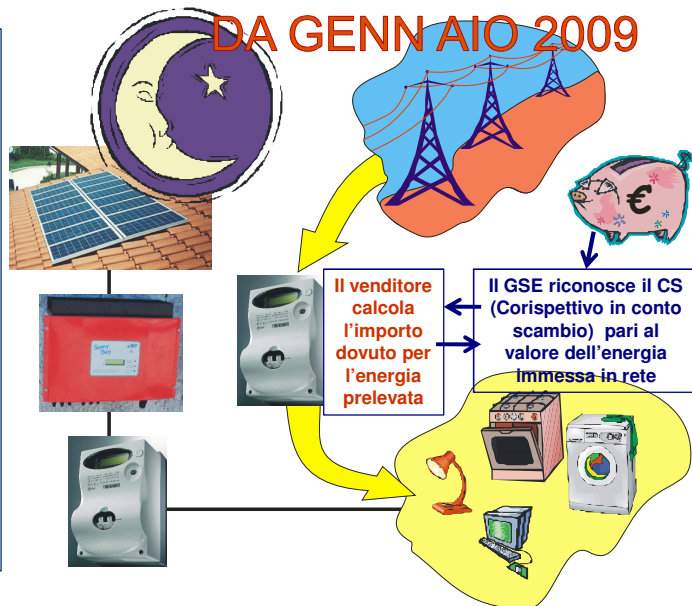 DA GENN AIO 2009
€
Il venditore
calcola
l'importo
dovuto per
l'energia
prelevata
Il GSE riconosce il CS
(Corispettivo in conto
scambio) pari al
valore dell'energia
immessa in rete